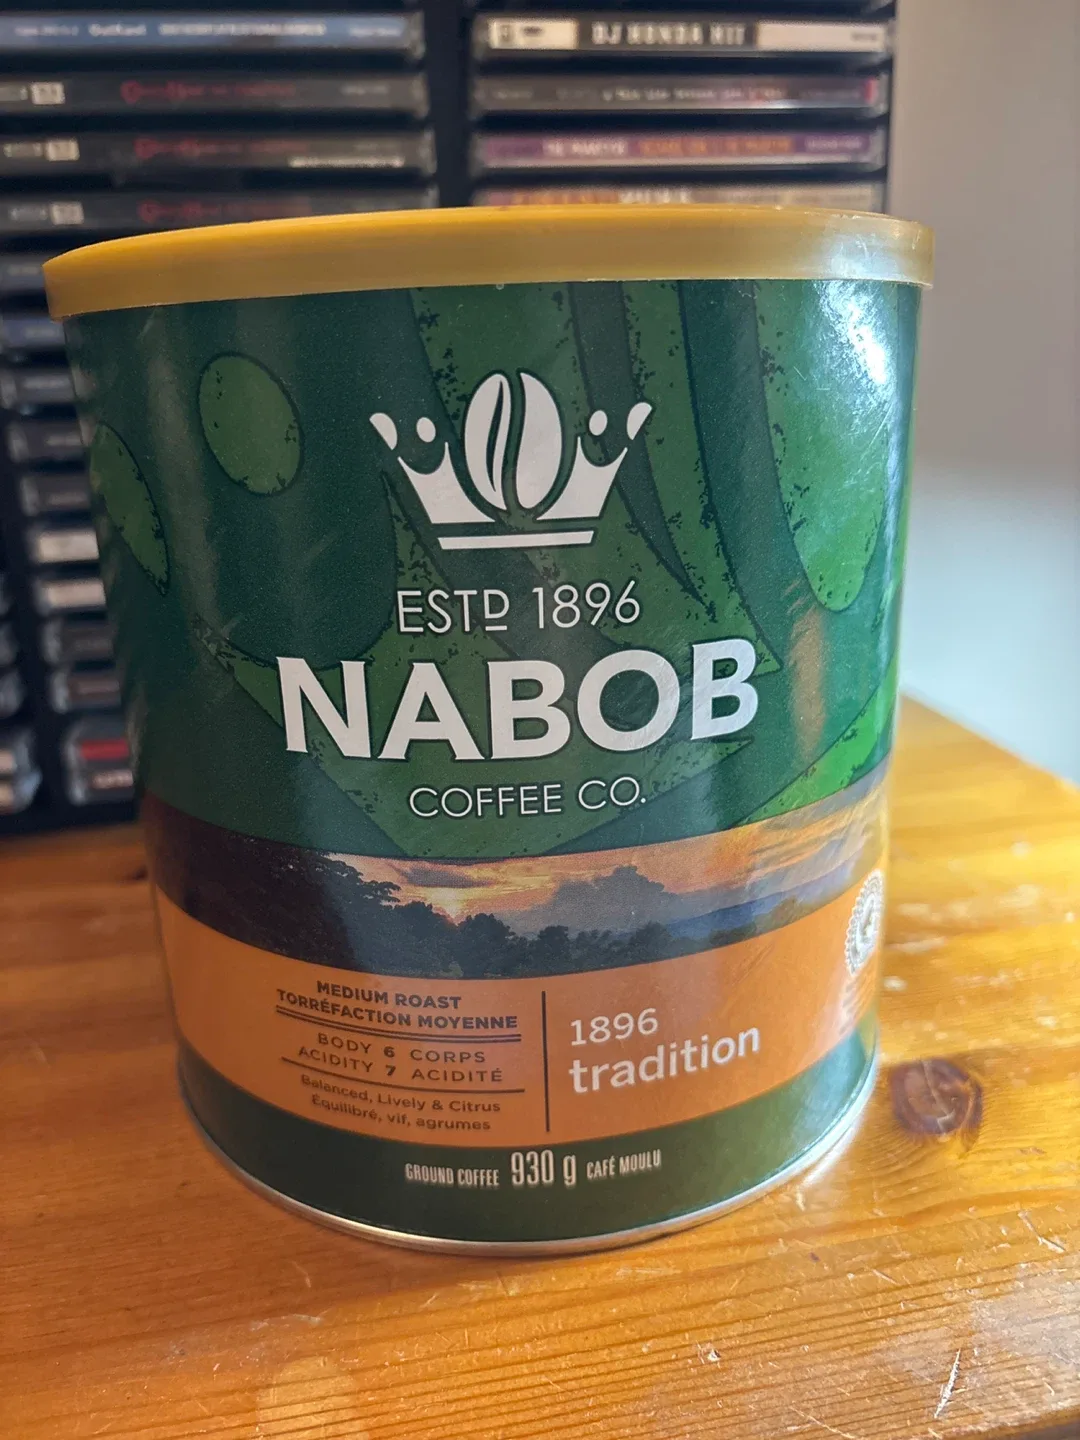 DJ HONDA HII
ESTD 1896
NABOB
COFFEE CO.
MEDIUM ROAST
TORRÉFACTION MOYENNE
BODY 6 CORPS
ACIDITY 7 ACIDITÉ
Balanced, Lively & Citrus
Équilibré, vif, agrumes
1896
tradition
GROUND COFFEE 930 g CAFÉ MOULU